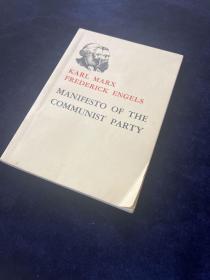 KARL MARX
FREDERICK ENGELS
MANIFESTO OF THE
COMMUNIST PARTY